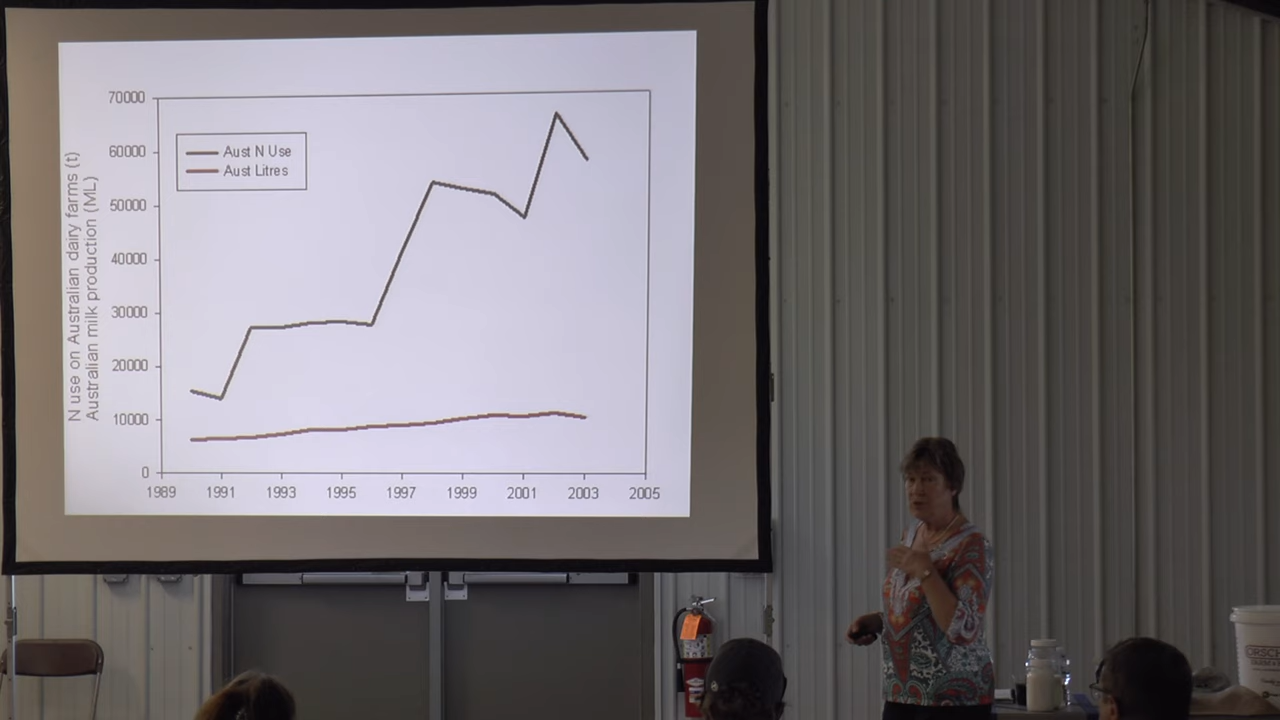 70000
60000
50000
40000
30000
20000
10000
0
N use on Australian dairy farms (t)
Australian milk production (ML)
Aust N Use
Aust Litres
1989 1991 1993 1995 1997 1999 2001 2003 2005